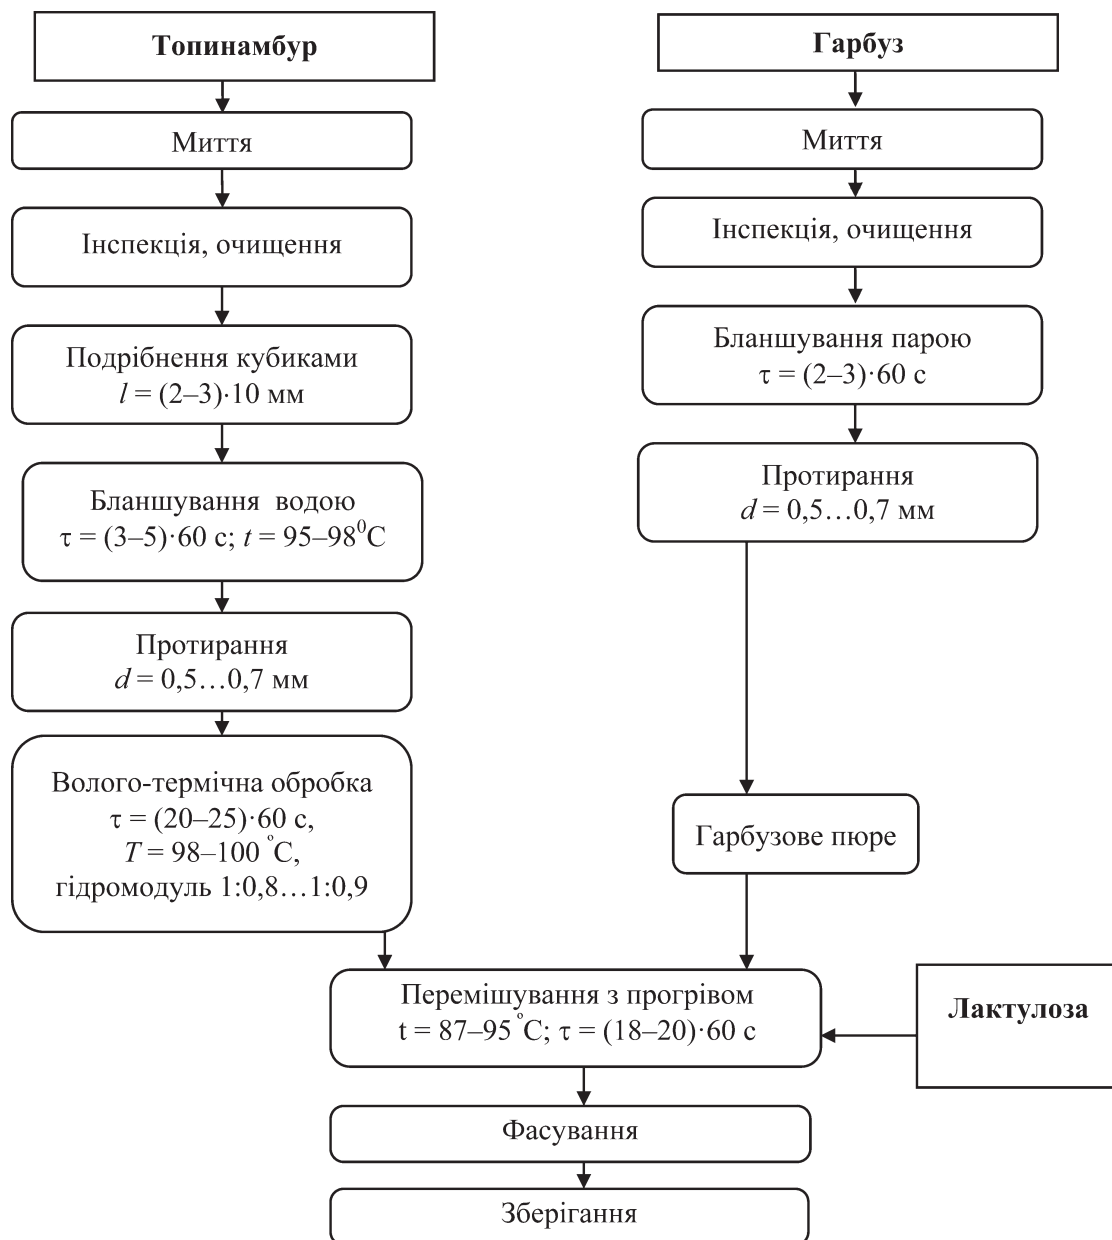 Топинамбур
Миття
Інспекція, очищення
Подрібнення кубиками
l = (2–3)·10 мм
Бланшування водою
τ = (3–5)·60 с; t = 95–98⁰С
Протирання
d = 0,5…0,7 мм
Волого-термічна обробка
τ = (20–25)·60 с,
T = 98–100 °С,
гідромодуль 1:0,8…1:0,9
Гарбуз
Миття
Інспекція, очищення
Бланшування парою
τ = (2–3)·60 с
Протирання
d = 0,5…0,7 мм
Гарбузове пюре
Перемішування з прогрівом
t = 87–95 °С; τ = (18–20)·60 с
Лактулоза
Фасування
Зберігання